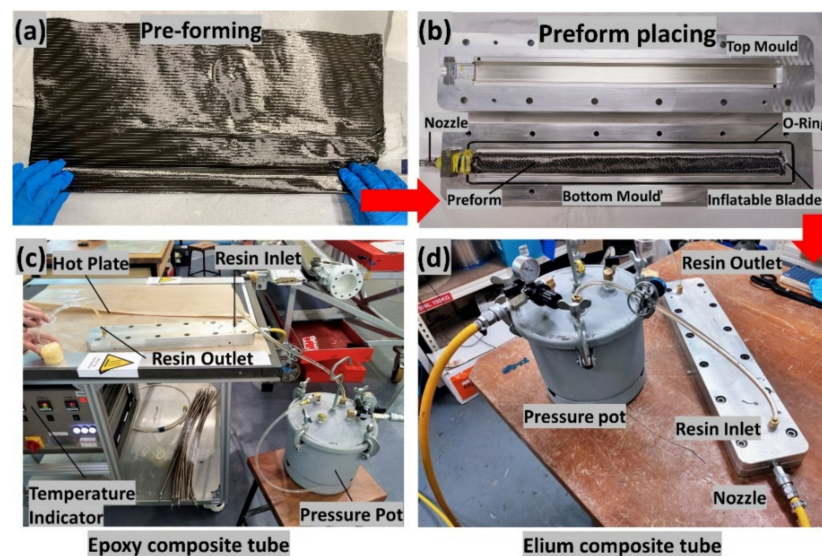 (a)
Pre-forming
(b)
Preform placing
Top Mould
Nozzle
O-Ring
Preform
Bottom Mould
Inflatable Bladde
(c)
Hot Plate
Resin Inlet
Resin Outlet
Temperature
Indicator
Pressure Pot
Epoxy composite tube
(d)
Resin Outlet
Pressure pot
Resin Inlet
Nozzle
Elium composite tube